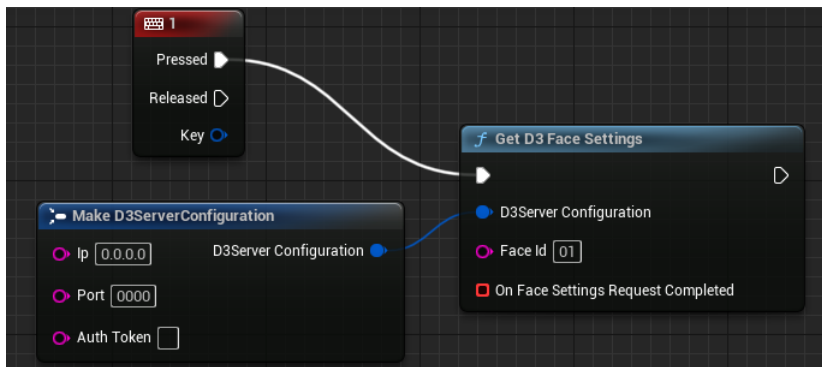 1
Pressed
Released
Key
Get D3 Face Settings
D3Server Configuration
Face Id 01
On Face Settings Request Completed
Make D3ServerConfiguration
Ip 0.0.0.0 D3Server Configuration
Port 0000
Auth Token